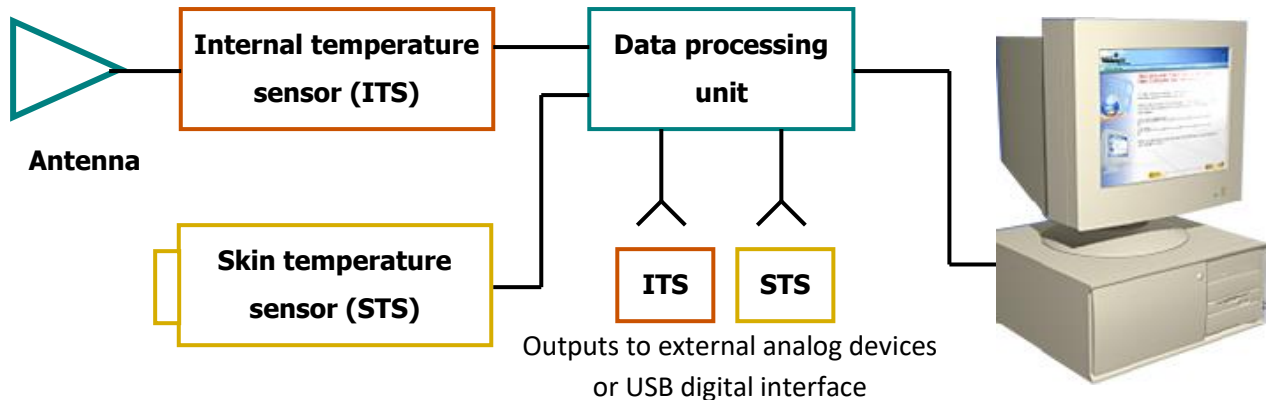 Internal temperature
sensor (ITS)
Data processing
unit
Antenna
Skin temperature
sensor (STS)
ITS
STS
Outputs to external analog devices
or USB digital interface